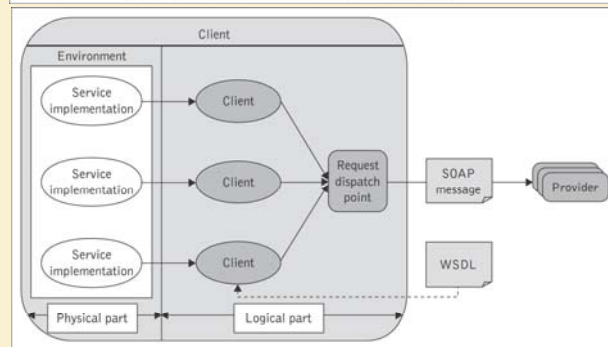 Client
Environment
Service
implementation
Client
Service
implementation
Client
Request
dispatch
point
SOAP
message
Provider
Service
implementation
Client
WSDL
Physical part
Logical part